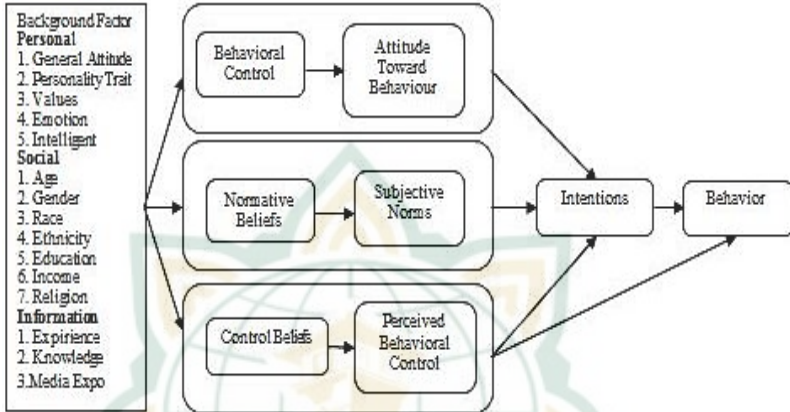 Background Factor
Personal
1. General Attitude
2. Personality Trait
3. Values
4. Emotion
5. Intelligent
Social
1. Age
2. Gender
3. Race
4. Ethnicity
5. Education
6. Income
7. Religion
Information
1. Expirience
2. Knowledge
3.Media Expo
Behavioral
Control
Attitude
Toward
Behaviour
Normative
Beliefs
Subjective
Norms
Control Beliefs
Perceived
Behavioral
Control
Intentions
Behavior